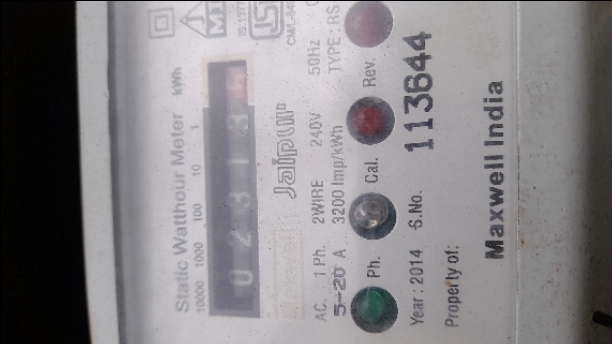 Static Watthour Meter
10000 1000 100 10 1 kWh
0 2 3 1 3
Jaipur
AC. 1 Ph. 2WIRE 240V 50Hz
5-20 A 3200 Imp/kWh TYPE : RS
Ph. Cal. Rev.
Year : 2014 S.No. 113644
Property of:
Maxwell India